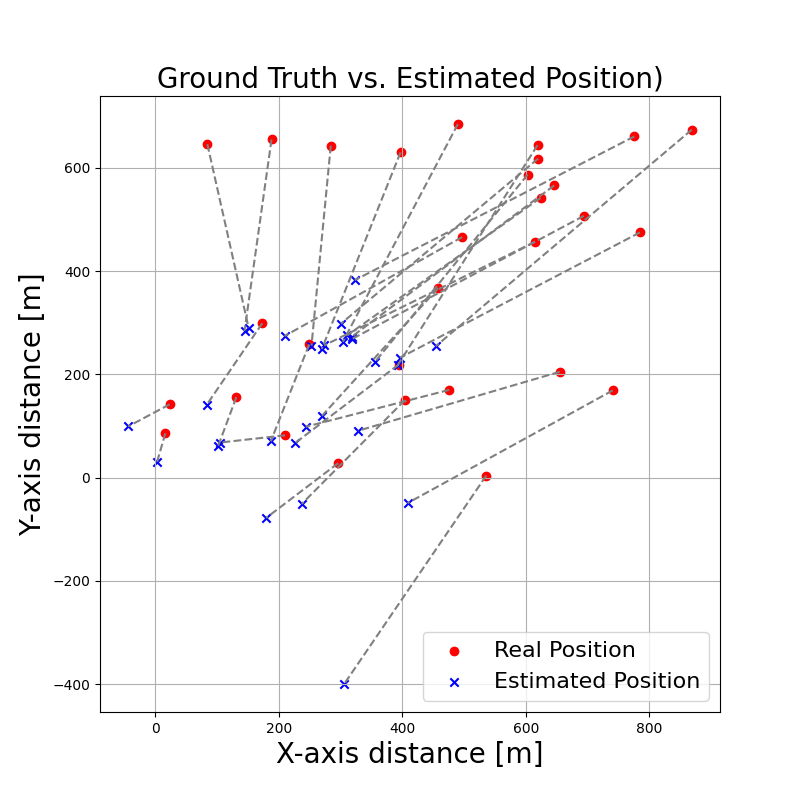 Ground Truth vs. Estimated Position)
Y-axis distance [m]
600
400
200
0
−200
−400
0 200 400 600 800
X-axis distance [m]
Real Position
Estimated Position